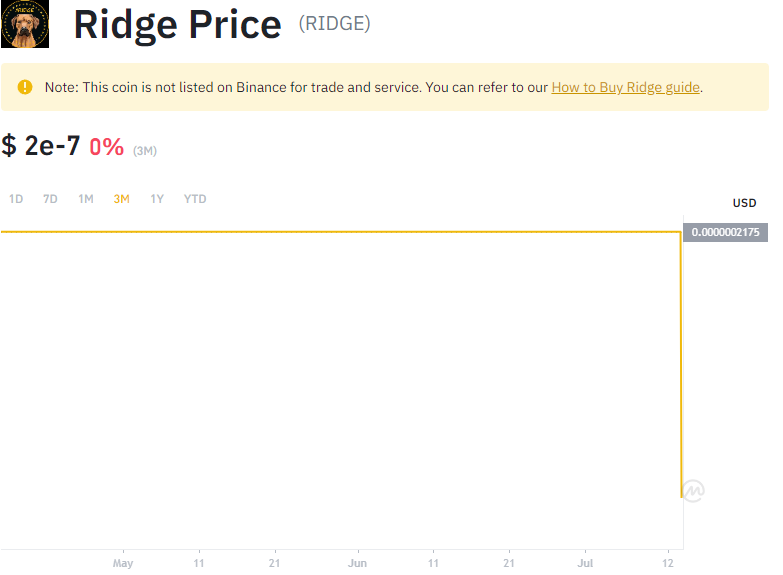 RIDGE
Ridge Price (RIDGE)
Note: This coin is not listed on Binance for trade and service. You can refer to our How to Buy Ridge guide.
$ 2e-7 0% (3M)
1D 7D 1M 3M 1Y YTD
USD
0.0000002175
May 11 21 Jun 11 21 Jul 12